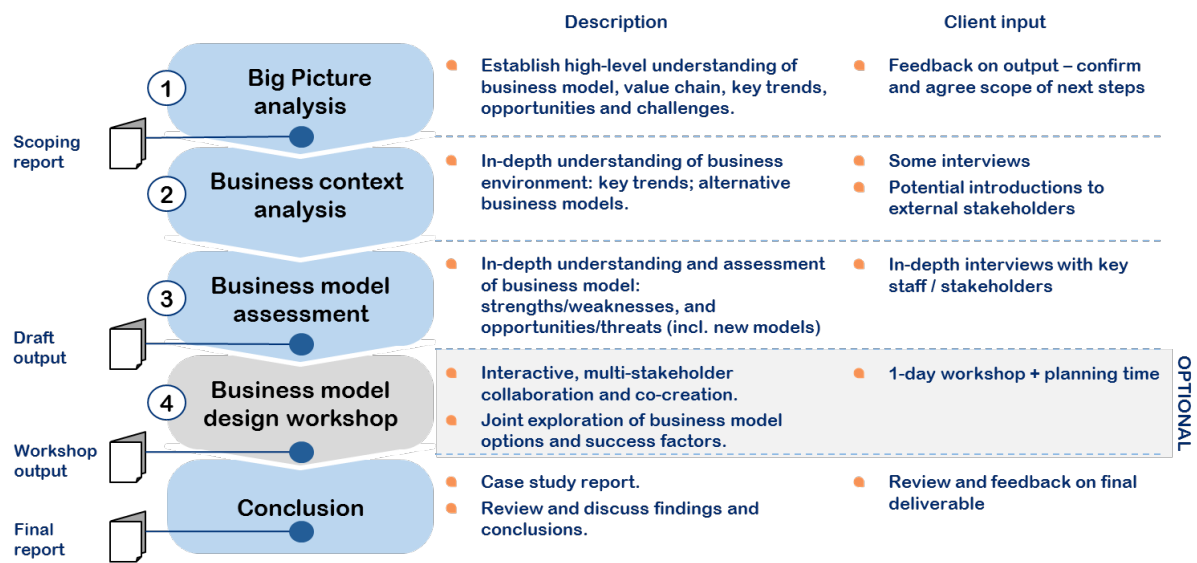 Description
Client input
1
Big Picture
analysis
Establish high-level understanding of
business model, value chain, key trends,
opportunities and challenges.
Feedback on output – confirm
and agree scope of next steps
Scoping
report
2
Business context
analysis
In-depth understanding of business
environment: key trends; alternative
business models.
Some interviews
Potential introductions to
external stakeholders
3
Business model
assessment
In-depth understanding and assessment
of business model:
strengths/weaknesses, and
opportunities/threats (incl. new models)
In-depth interviews with key
staff / stakeholders
Draft
output
4
Business model
design workshop
Interactive, multi-stakeholder
collaboration and co-creation.
Joint exploration of business model
options and success factors.
1-day workshop + planning time
OPTIONAL
Workshop
output
Conclusion
Case study report.
Review and discuss findings and
conclusions.
Review and feedback on final
deliverable
Final
report